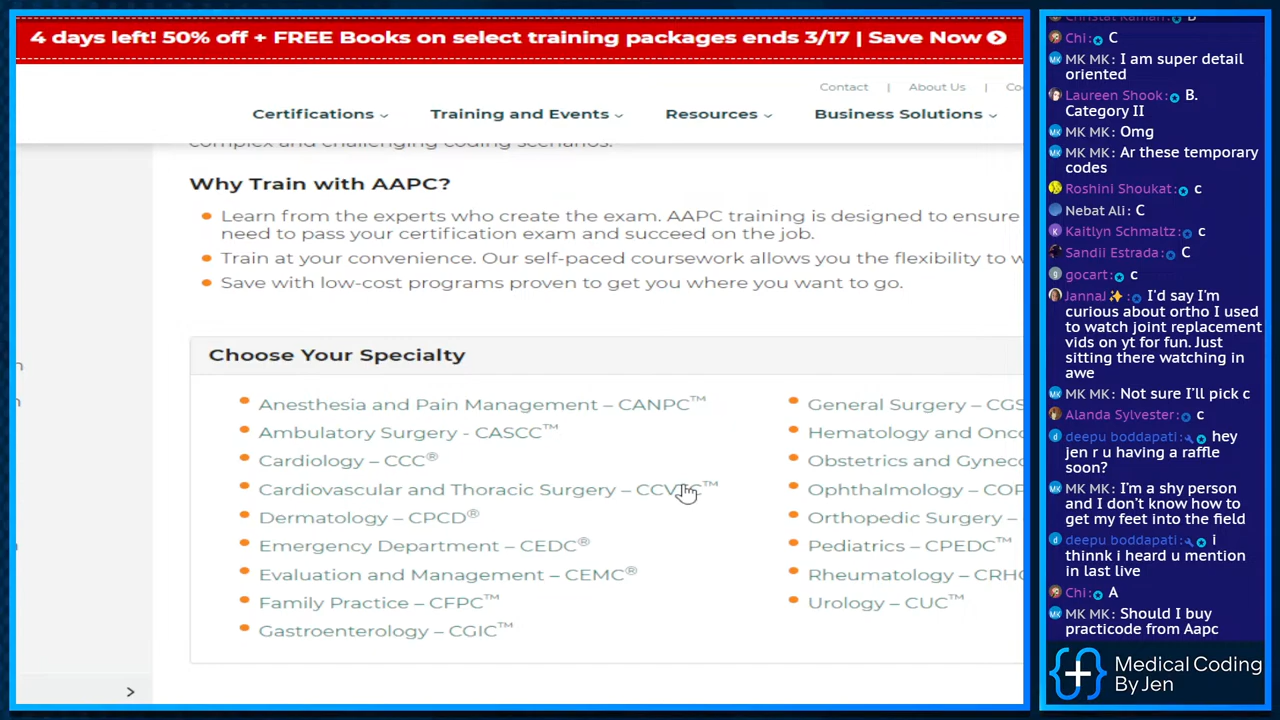 4 days left! 50% off + FREE Books on select training packages ends 3/17 | Save Now
Contact | About Us |
Certifications
Training and Events
Resources
Business Solutions
complex and challenging coding scenarios.
Why Train with AAPC?
Learn from the experts who create the exam. AAPC training is designed to ensure
need to pass your certification exam and succeed on the job.
Train at your convenience. Our self-paced coursework allows you the flexibility to
Save with low-cost programs proven to get you where you want to go.
Choose Your Specialty
Anesthesia and Pain Management – CANPC™
Ambulatory Surgery - CASCC™
Cardiology – CCC®
Cardiovascular and Thoracic Surgery –
Dermatology – CPCD®
Emergency Department – CEDC®
Evaluation and Management – CEMC®
Family Practice – CFPC™
Gastroenterology – CGIC™
General Surgery – CGS
Hematology and Onco
Obstetrics and Gynec
Ophthalmology – COP
Orthopedic Surgery –
Pediatrics – CPEDC™
Rheumatology – CRHC
Urology – CUC™
Chi: C
MK MK: I am super detail
oriented
Laureen Shook: B.
Category II
MK MK: Omg
MK MK: Ar these temporary
codes
Roshini Shoukat: c
Nebat Ali: C
Kaitlyn Schmaltz: c
Sandii Estrada: C
gocart: c
JannaJ✨: I'd say I'm
curious about ortho I used
to watch joint replacement
vids on yt for fun. Just
sitting there watching in
awe
MK MK: Not sure I'll pick c
Alanda Sylvester: c
deepu boddapati: hey
jen r u having a raffle
soon?
MK MK: I'm a shy person
and I don't know how to
get my feet into the field
deepu boddapati: i
thinnk i heard u mention
in last live
Chi: A
MK MK: Should I buy
practicode from Aapc
Medical Coding
By Jen